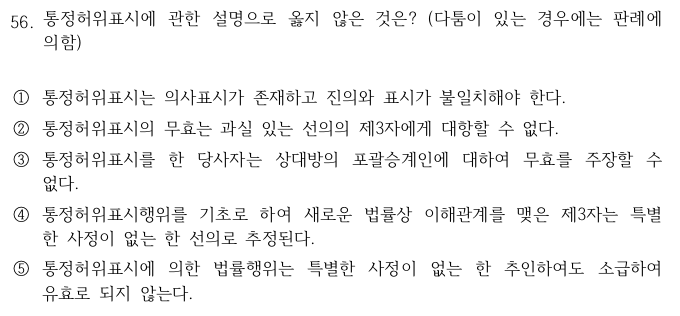 56. 통정허위표시에 관한 설명으로 옳지 않은 것은? (다툼이 있는 경우에는 판례에
의함)
① 통정허위표시는 의사표시가 존재하고 진의와 표시가 불일치해야 한다.
② 통정허위표시의 무효는 과실 있는 선의의 제3자에게 대항할 수 없다.
③ 통정허위표시를 한 당사자는 상대방의 포괄승계인에 대하여 무효를 주장할 수
없다.
④ 통정허위표시행위를 기초로 하여 새로운 법률상 이해관계를 맺은 제3자는 특별
한 사정이 없는 한 선의로 추정된다.
⑤ 통정허위표시에 의한 법률행위는 특별한 사정이 없는 한 추인하여도 소급하여
유효로 되지 않는다.